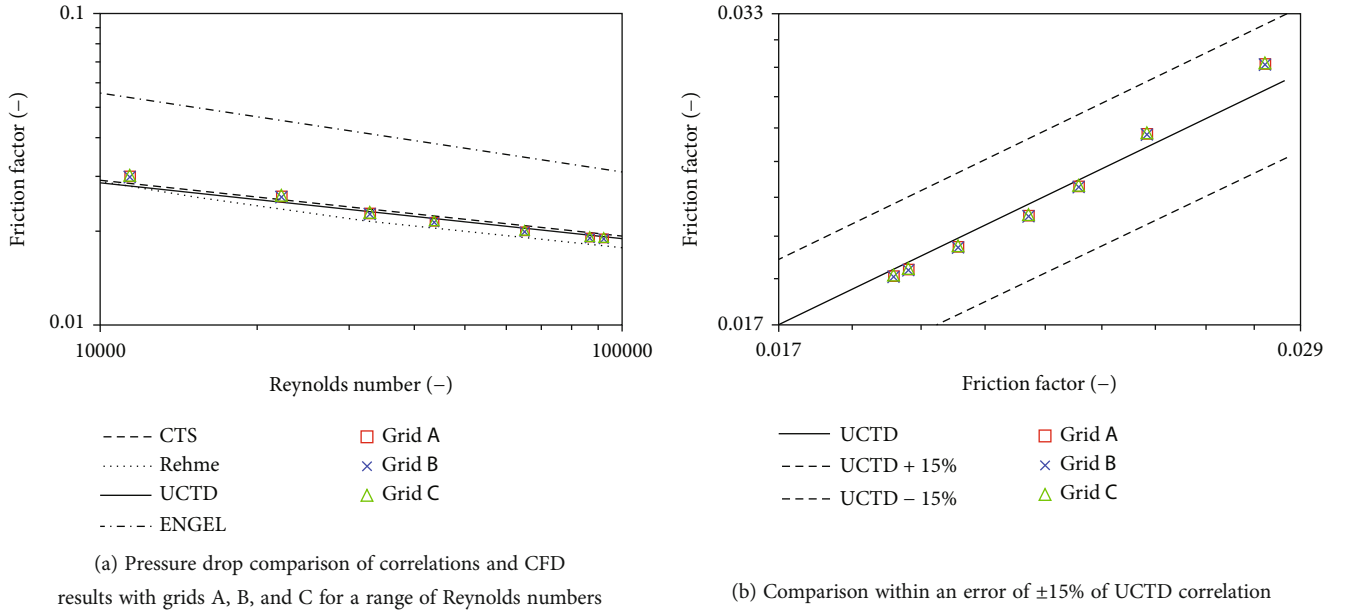 0.1
Friction factor (−)
0.01
10000
100000
Reynolds number (−)
CTS
Rehme
UCTD
ENGEL
Grid A
Grid B
Grid C
(a) Pressure drop comparison of correlations and CFD
results with grids A, B, and C for a range of Reynolds numbers
0.033
Friction factor (−)
0.017
0.017
0.029
Friction factor (−)
UCTD
UCTD + 15%
UCTD − 15%
Grid A
Grid B
Grid C
(b) Comparison within an error of ±15% of UCTD correlation